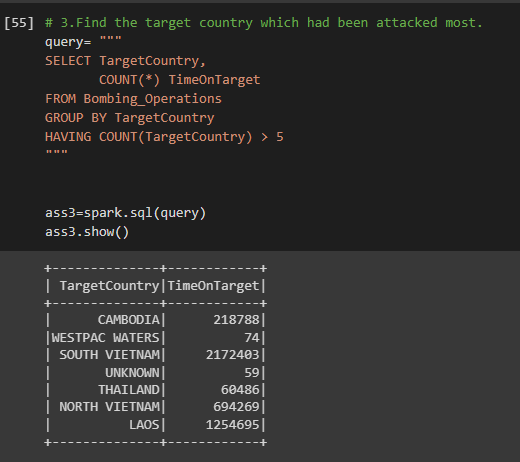 [55] # 3.Find the target country which had been attacked most.
query= """
SELECT TargetCountry,
       COUNT(*) TimeOnTarget
FROM Bombing_Operations
GROUP BY TargetCountry
HAVING COUNT(TargetCountry) > 5
"""
ass3=spark.sql(query)
ass3.show()
+--------------+------------+
| TargetCountry|TimeOnTarget|
+--------------+------------+
|      CAMBODIA|      218788|
|WESTPAC WATERS|          74|
| SOUTH VIETNAM|     2172403|
|       UNKNOWN|          59|
|      THAILAND|       60486|
| NORTH VIETNAM|      694269|
|          LAOS|     1254695|
+--------------+------------+